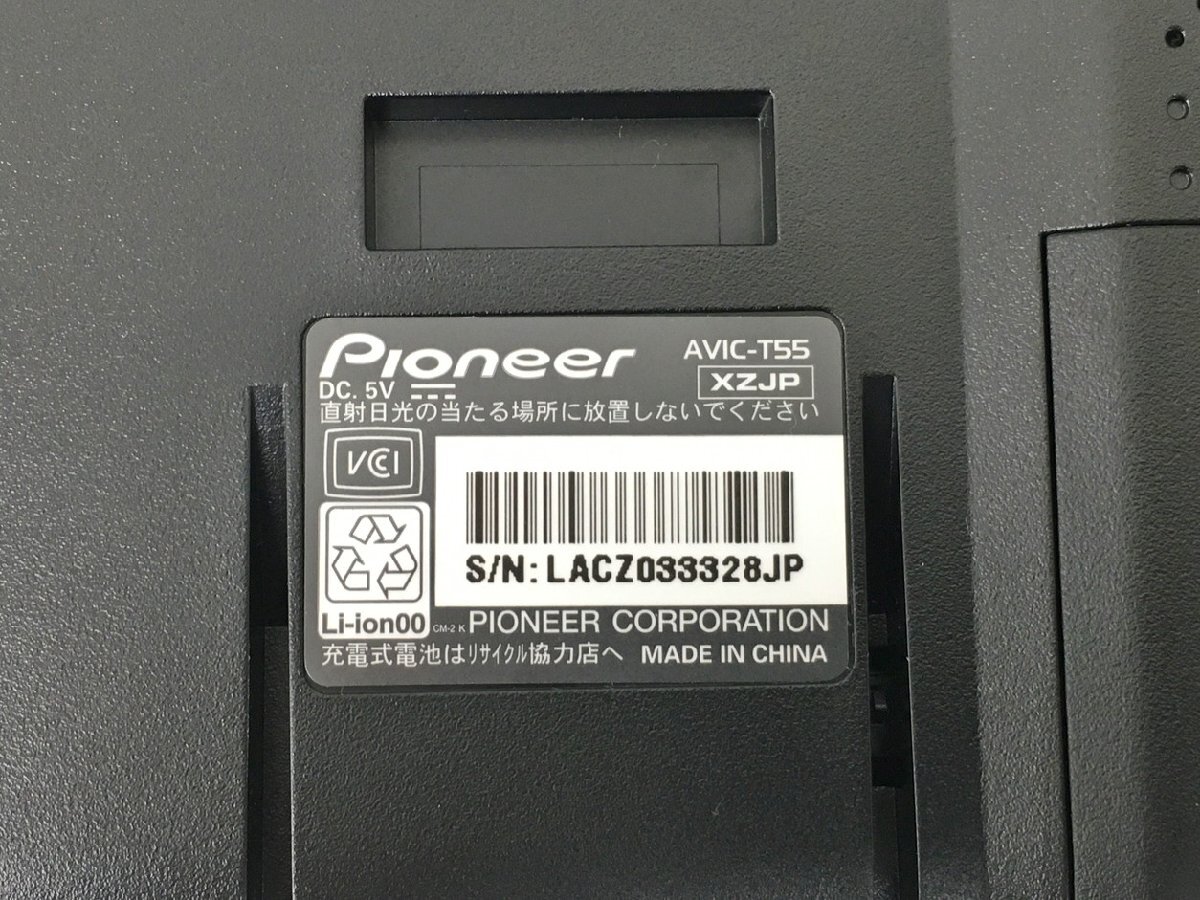 Pioneer AVIC-T55
DC. 5V XZJP
直射日光の当たる場所に放置しないでください
VCCI
S/N: LACZ033328JP
Li-ion00 CM-2 K PIONEER CORPORATION
充電式電池はリサイクル協力店へ MADE IN CHINA